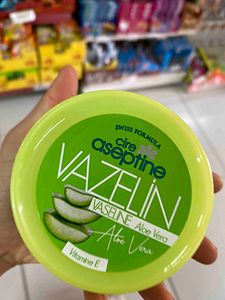 SWISS FORMULA
cire
aseptine
VAZELIN
VASELINE Aloe Vera
Aloe Vera
Vitamine E